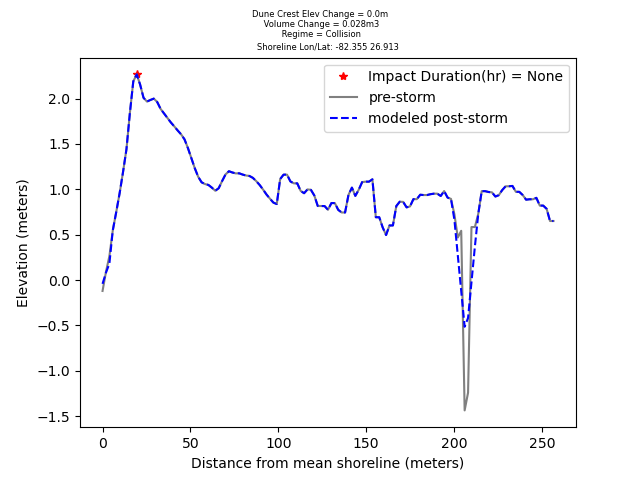 Dune Crest Elev Change = 0.0m
Volume Change = 0.028m3
Regime = Collision
Shoreline Lon/Lat: -82.355 26.913
Impact Duration(hr) = None
pre-storm
modeled post-storm
Elevation (meters)
2.0
1.5
1.0
0.5
0.0
−0.5
−1.0
−1.5
0 50 100 150 200 250
Distance from mean shoreline (meters)